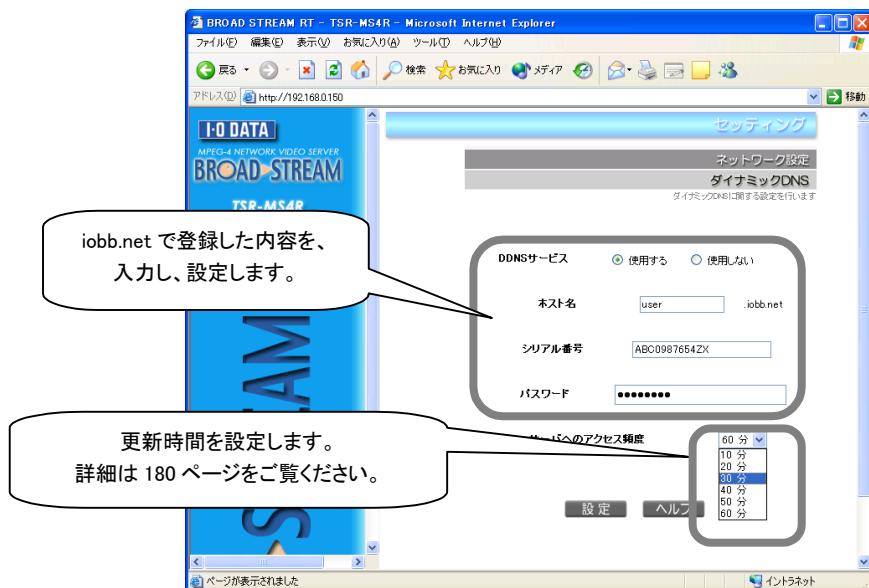 BROAD STREAM RT - TSR-MS4R - Microsoft Internet Explorer
ファイル(F) 編集(E) 表示(V) お気に入り(A) ツール(T) ヘルプ(H)
戻る 検索 お気に入り メディア
アドレス(D) http://192.168.0.150 移動
I·O DATA
MPEG-4 NETWORK VIDEO SERVER
BROAD STREAM
TSR-MS4R
セッティング
ネットワーク設定
ダイナミックDNS
ダイナミックDNSに関する設定を行います
iobb.net で登録した内容を、
入力し、設定します。
DDNSサービス 使用する 使用しない
ホスト名 user .iobb.net
シリアル番号 ABC0987654ZX
パスワード ●●●●●●●●
更新時間を設定します。
詳細は 180 ページをご覧ください。
サーバへのアクセス頻度 60 分
10 分
20 分
30 分
40 分
50 分
60 分
設定 ヘルプ
STREAM
ページが表示されました イントラネット